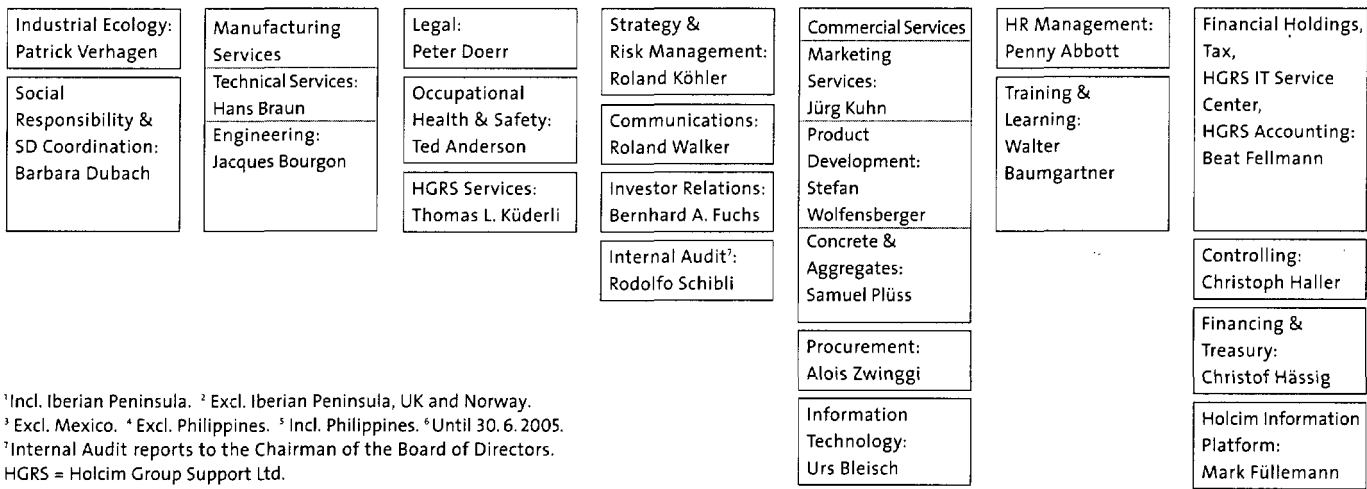 Industrial Ecology:
Patrick Verhagen
Social
Responsibility &
SD Coordination:
Barbara Dubach
Manufacturing
Services
Technical Services:
Hans Braun
Engineering:
Jacques Bourgon
Legal:
Peter Doerr
Occupational
Health & Safety:
Ted Anderson
HGRS Services:
Thomas L. Küderli
Strategy &
Risk Management:
Roland Köhler
Communications:
Roland Walker
Investor Relations:
Bernhard A. Fuchs
Internal Audit⁷:
Rodolfo Schibli
Commercial Services
Marketing
Services:
Jürg Kuhn
Product
Development:
Stefan
Wolfensberger
Concrete &
Aggregates:
Samuel Plüss
Procurement:
Alois Zwinggi
Information
Technology:
Urs Bleisch
HR Management:
Penny Abbott
Training &
Learning:
Walter
Baumgartner
Financial Holdings,
Tax,
HGRS IT Service
Center,
HGRS Accounting:
Beat Fellmann
Controlling:
Christoph Haller
Financing &
Treasury:
Christof Hässig
Holcim Information
Platform:
Mark Füllemann
¹Incl. Iberian Peninsula. ² Excl. Iberian Peninsula, UK and Norway.
³ Excl. Mexico. ⁴ Excl. Philippines. ⁵ Incl. Philippines. ⁶Until 30. 6. 2005.
⁷Internal Audit reports to the Chairman of the Board of Directors.
HGRS = Holcim Group Support Ltd.